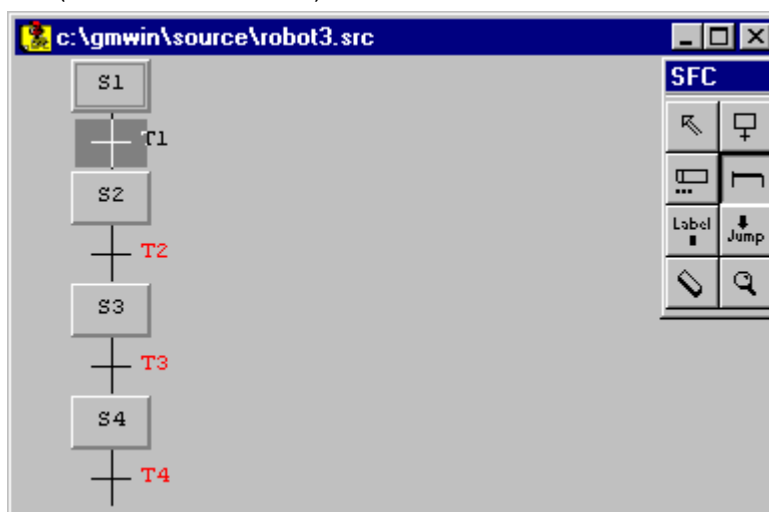 c:\gmwin\source\robot3.src
S1
T1
S2
T2
S3
T3
S4
T4
SFC
Label
Jump